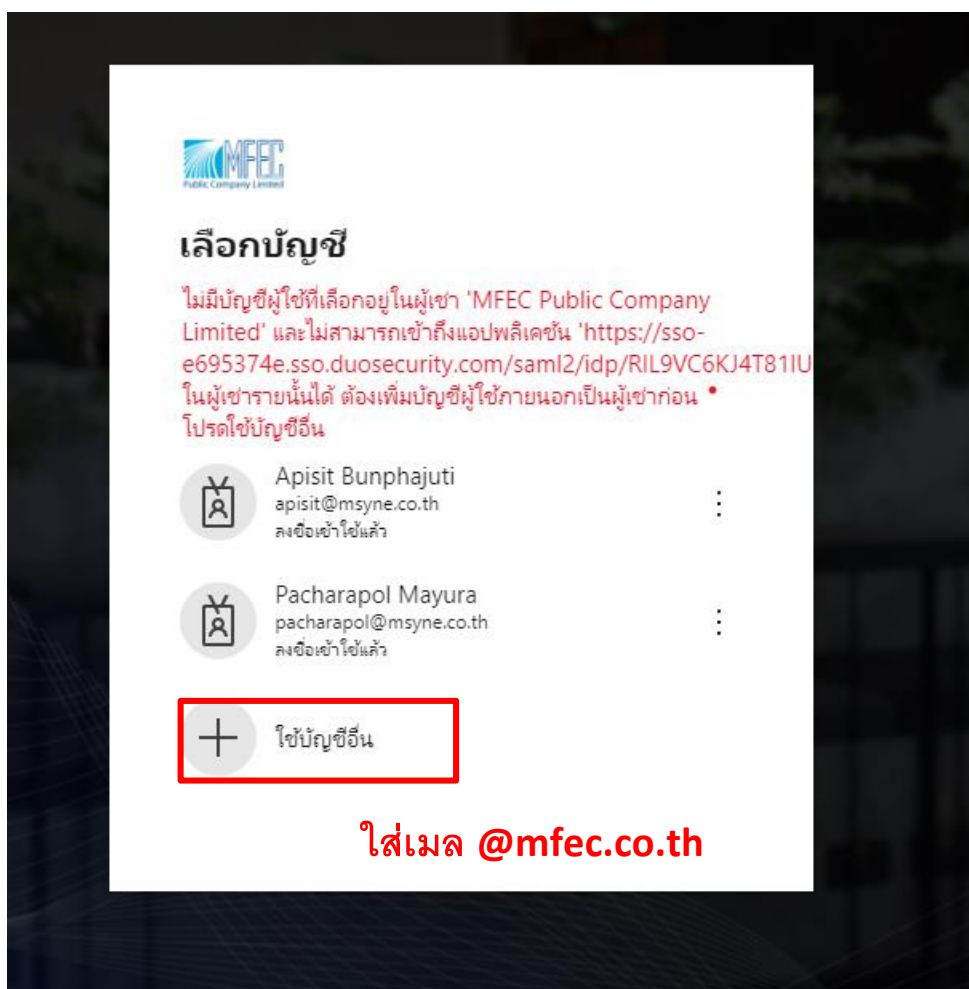 MFEC
Public Company Limited
เลือกบัญชี
ไม่มีบัญชีผู้ใช้ที่เลือกอยู่ในผู้เช่า 'MFEC Public Company
Limited' และไม่สามารถเข้าถึงแอปพลิเคชัน 'https://sso-
e695374e.sso.duosecurity.com/saml2/idp/RIL9VC6KJ4T81IU
ในผู้เช่ารายนั้นได้ ต้องเพิ่มบัญชีผู้ใช้ภายนอกเป็นผู้เช่าก่อน
โปรดใช้บัญชีอื่น
Apisit Bunphajuti
apisit@msyne.co.th
ลงชื่อเข้าใช้แล้ว
Pacharapol Mayura
pacharapol@msyne.co.th
ลงชื่อเข้าใช้แล้ว
ใช้บัญชีอื่น
ใส่เมล @mfec.co.th